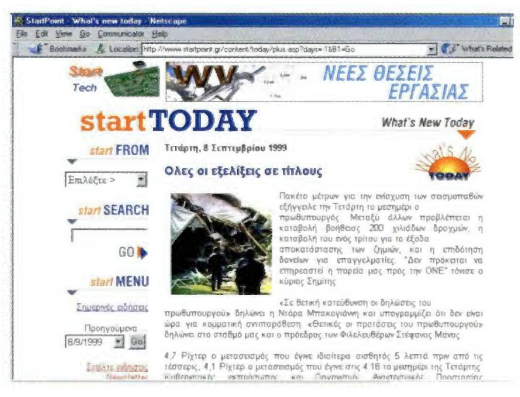 StartPoint - What's new today - Netscape
File Edit View Go Communicator Help
Bookmarks Location: http://www.startpoint.gr/content/today/plus.asp?days=1&B1=Go What's Related
Start
Tech
ΝΕΕΣ ΘΕΣΕΙΣ
ΕΡΓΑΣΙΑΣ
startTODAY
What's New Today
start FROM
Επιλέξτε >
start SEARCH
GO
start MENU
Σημερινές ειδήσεις
Προηγούμενα
8/9/1999 Go
Newsletter
Τετάρτη, 8 Σεπτεμβρίου 1999
Ολες οι εξελίξεις σε τίτλους
What's New
TODAY
Πακέτο μέτρων για την ενίσχυση των σεισμοπαθών
εξήγγειλε την Τετάρτη το μεσημέρι ο
πρωθυπουργός. Μεταξύ άλλων προβλέπεται η
καταβολή βοήθειας 200 χιλιάδων δραχμών, η
καταβολή του ενός τρίτου για τα έξοδα
αποκατάστασης των ζημιών, και η επιδότηση
δανείων για επαγγελματίες. "Δεν πρόκειται να
επηρεαστεί η πορεία μας προς την ΟΝΕ" τόνισε ο
κύριος Σημίτης
«Σε θετική κατεύθυνση οι δηλώσεις του
πρωθυπουργού» δηλώνει η Ντόρα Μπακογιάννη και υπογραμμίζει ότι δεν είναι
ώρα για κομματική αντιπαράθεση. «Θετικές οι προτάσεις του πρωθυπουργού»
δηλώνει στο σταθμό μας και ο πρόεδρος των Φιλελευθέρων Στέφανος Μάνος
4,7 Ρίχτερ ο μετασεισμός που έγινε ιδιαίτερα αισθητός 5 λεπτά πριν από τις
τέσσερις, 4,1 Ρίχτερ ο μετασεισμός που έγινε στις 4.18 το μεσημέρι της Τετάρτης